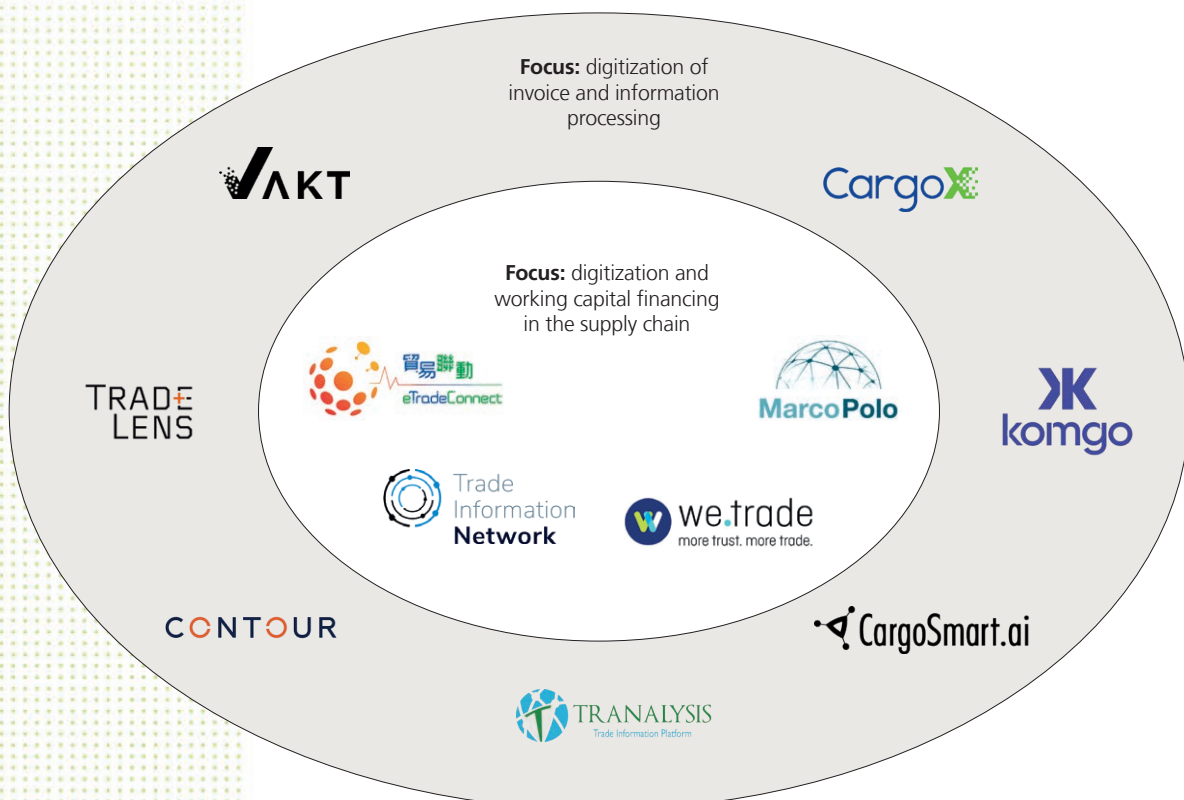 Focus: digitization of
invoice and information
processing
VAKT
CargoX
Focus: digitization and
working capital financing
in the supply chain
貿易聯動
eTradeConnect
MarcoPolo
TRADE
LENS
komgo
Trade
Information
Network
we.trade
more trust. more trade.
CONTOUR
CargoSmart.ai
TRANALYSIS
Trade Information Platform